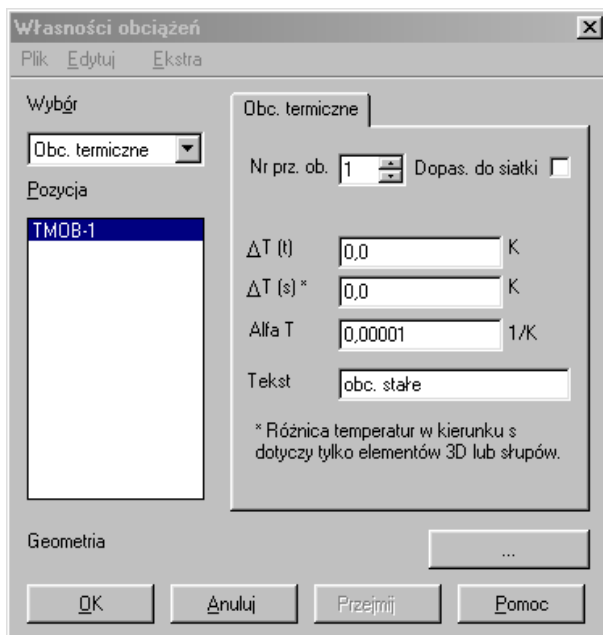 Własności obciążeń
Plik Edytuj Ekstra
Wybór
Obc. termiczne
Pozycja
TMOB-1
Obc. termiczne
Nr prz. ob. 1 Dopas. do siatki
ΔT (t) 0,0 K
ΔT (s) * 0,0 K
Alfa T 0,00001 1/K
Tekst obc. stałe
* Różnica temperatur w kierunku s
dotyczy tylko elementów 3D lub słupów.
Geometria ...
OK Anuluj Przejmij Pomoc